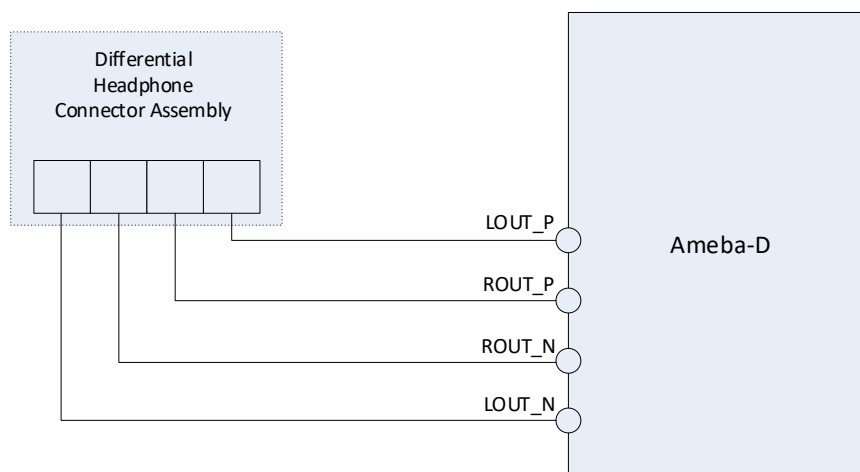 Differential
Headphone
Connector Assembly
LOUT_P
Ameba-D
ROUT_P
ROUT_N
LOUT_N